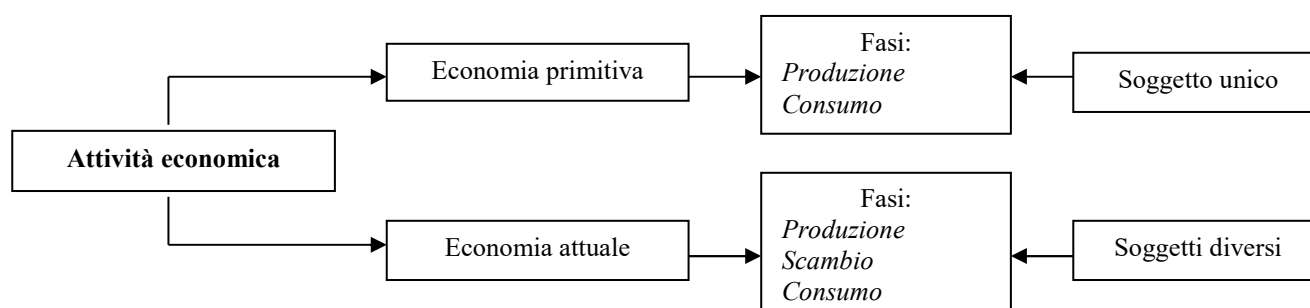 Attività economica
Economia primitiva
Fasi:
Produzione
Consumo
Soggetto unico
Economia attuale
Fasi:
Produzione
Scambio
Consumo
Soggetti diversi